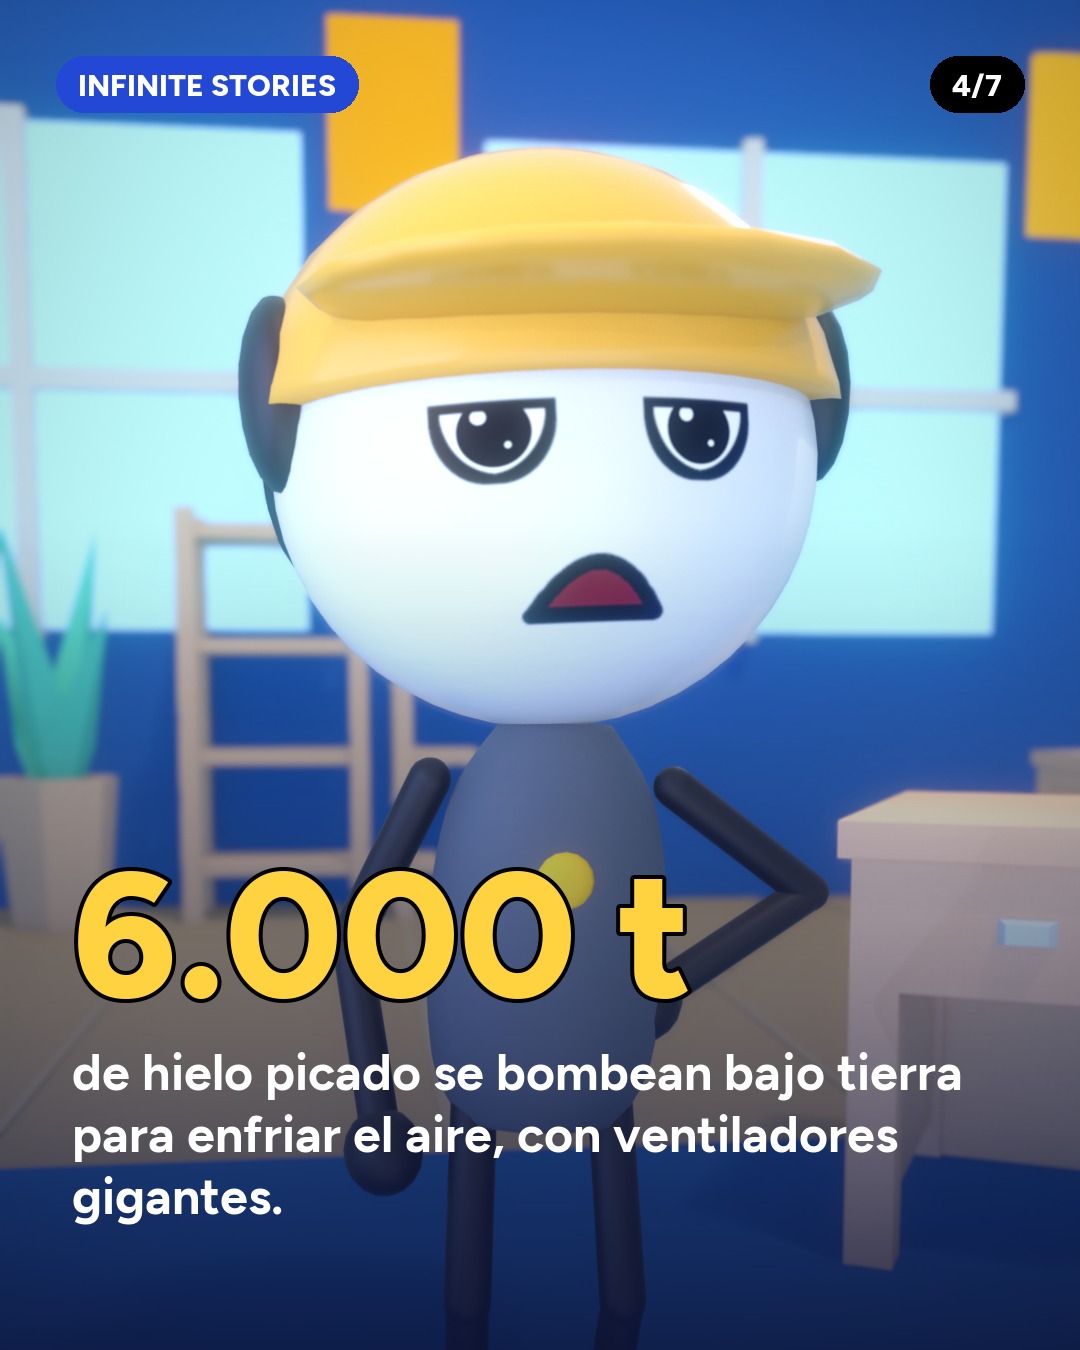 INFINITE STORIES
4/7
6.000 t
de hielo picado se bombean bajo tierra
para enfriar el aire, con ventiladores
gigantes.